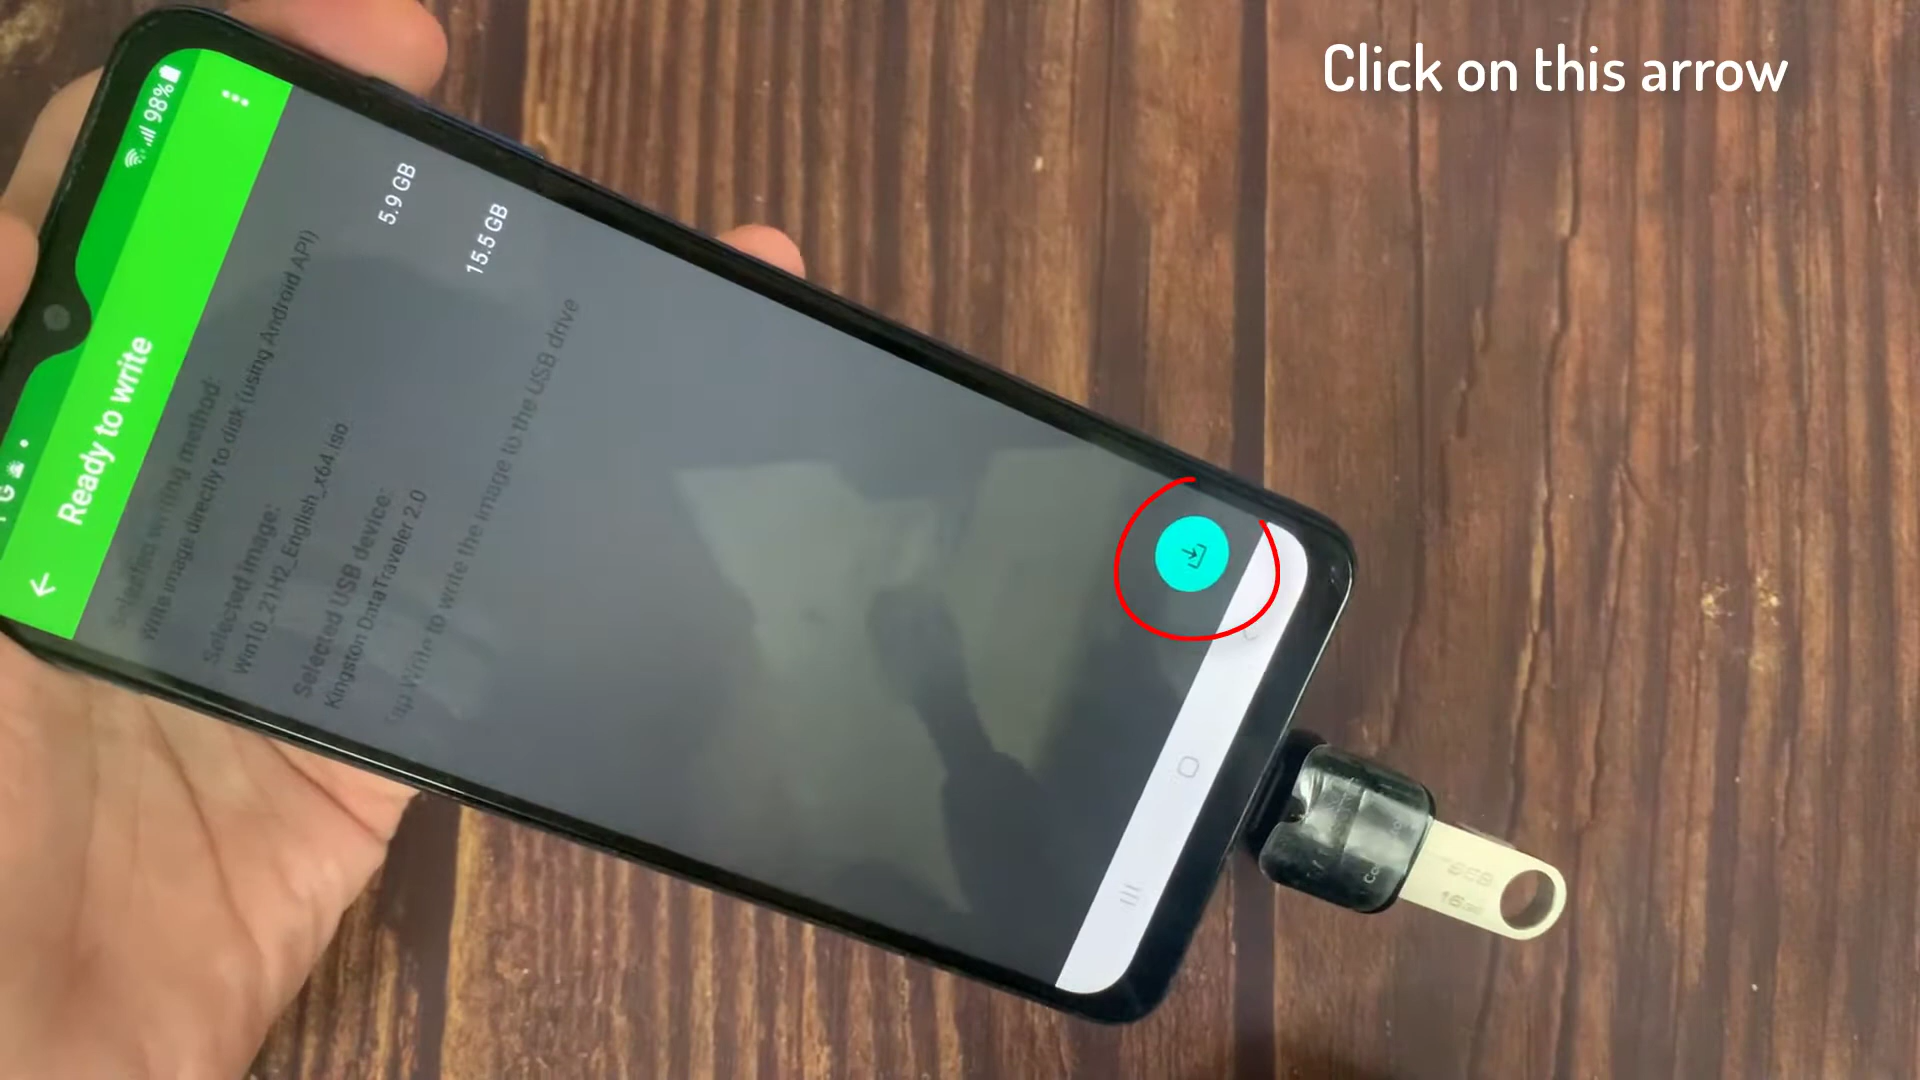 Click on this arrow
98%
Ready to write
Selected writing method:
Write image directly to disk (using Android API)
Selected image:
Win10_21H2_English_x64.iso
5.9 GB
Selected USB device:
Kingston DataTraveler 2.0
15.5 GB
Tap Write to write the image to the USB drive
16GB